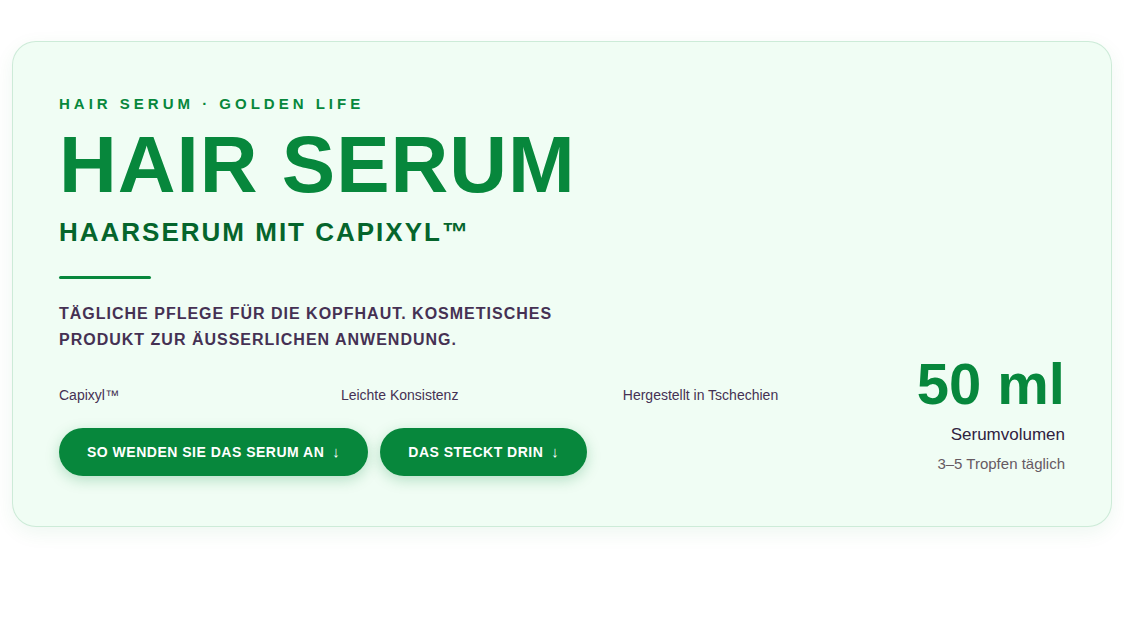 HAIR SERUM · GOLDEN LIFE
HAIR SERUM
HAARSERUM MIT CAPIXYL™
TÄGLICHE PFLEGE FÜR DIE KOPFHAUT. KOSMETISCHES
PRODUKT ZUR ÄUSSERLICHEN ANWENDUNG.
Capixyl™
Leichte Konsistenz
Hergestellt in Tschechien
SO WENDEN SIE DAS SERUM AN ↓
DAS STECKT DRIN ↓
50 ml
Serumvolumen
3–5 Tropfen täglich